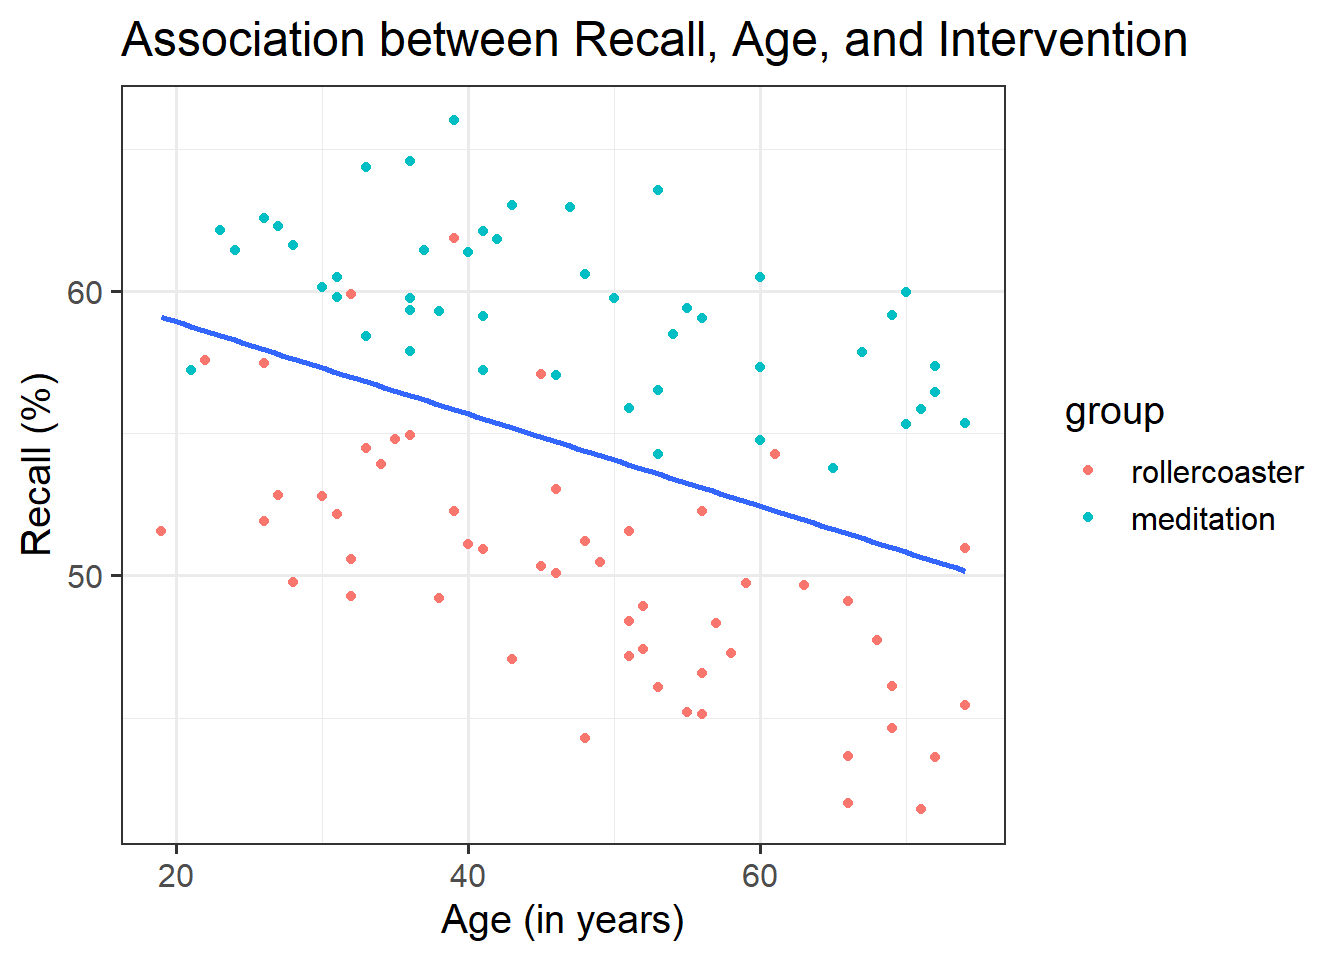 Association between Recall, Age, and Intervention
Recall (%)
60
50
20 40 60
Age (in years)
group
rollercoaster
meditation